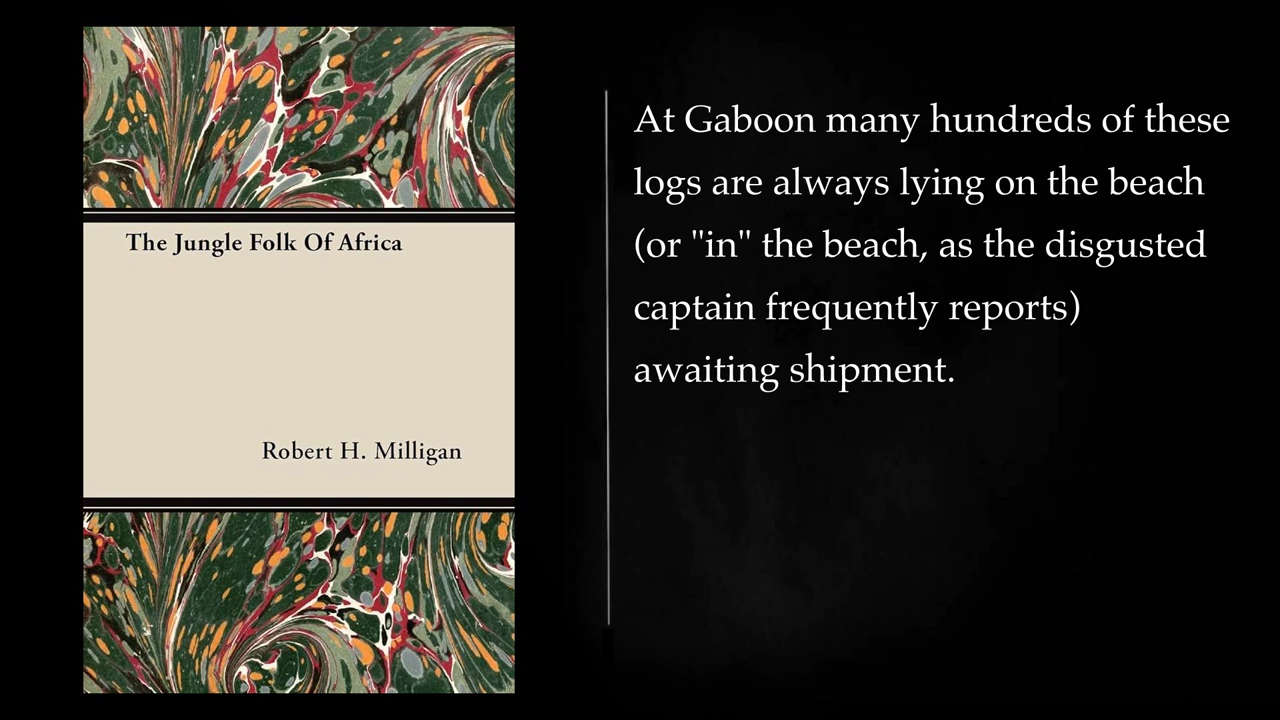 The Jungle Folk Of Africa
Robert H. Milligan
At Gaboon many hundreds of these
logs are always lying on the beach
(or "in" the beach, as the disgusted
captain frequently reports)
awaiting shipment.